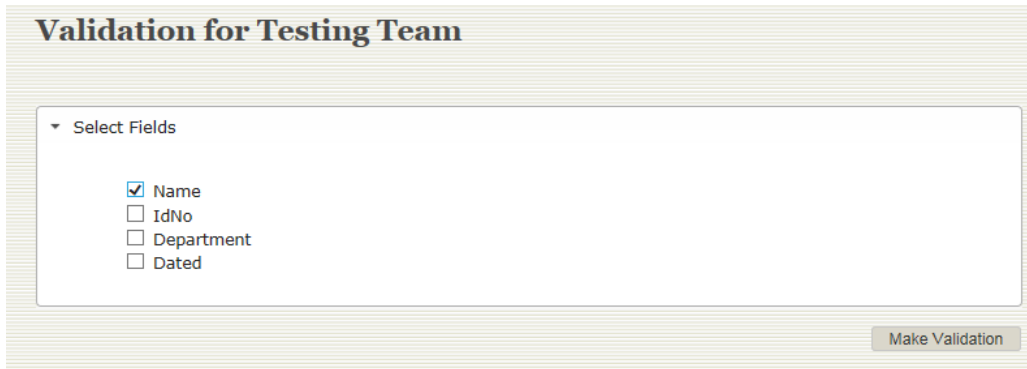 Validation for Testing Team
Select Fields
Name
IdNo
Department
Dated
Make Validation